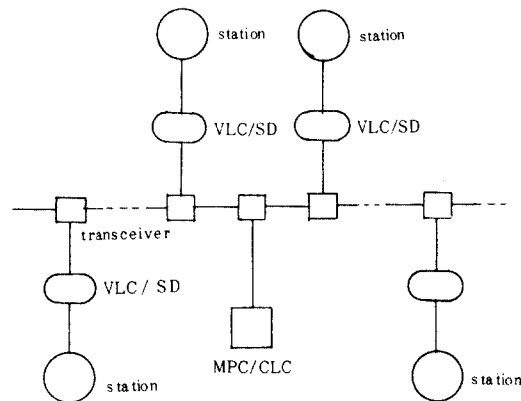 station
station
VLC/SD
VLC/SD
transceiver
VLC/ SD
MPC/CLC
station
station